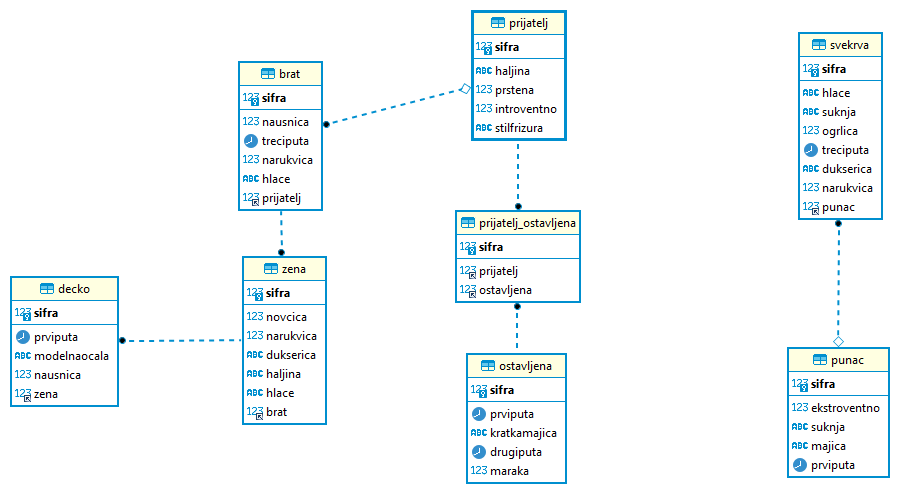 prijatelj
123 sifra
ABC haljina
123 prstena
123 introventno
ABC stilfrizura
svekrva
123 sifra
ABC hlace
ABC suknja
123 ogrlica
treciputa
ABC dukserica
123 narukvica
123 punac
brat
123 sifra
123 nausnica
treciputa
123 narukvica
ABC hlace
123 prijatelj
prijatelj_ostavljena
123 sifra
123 prijatelj
123 ostavljena
zena
123 sifra
123 novcica
123 narukvica
ABC dukserica
ABC haljina
ABC hlace
123 brat
decko
123 sifra
prviputa
ABC modelnaocala
123 nausnica
123 zena
ostavljena
123 sifra
prviputa
ABC kratkamajica
drugiputa
123 maraka
punac
123 sifra
123 ekstroventno
ABC suknja
ABC majica
prviputa